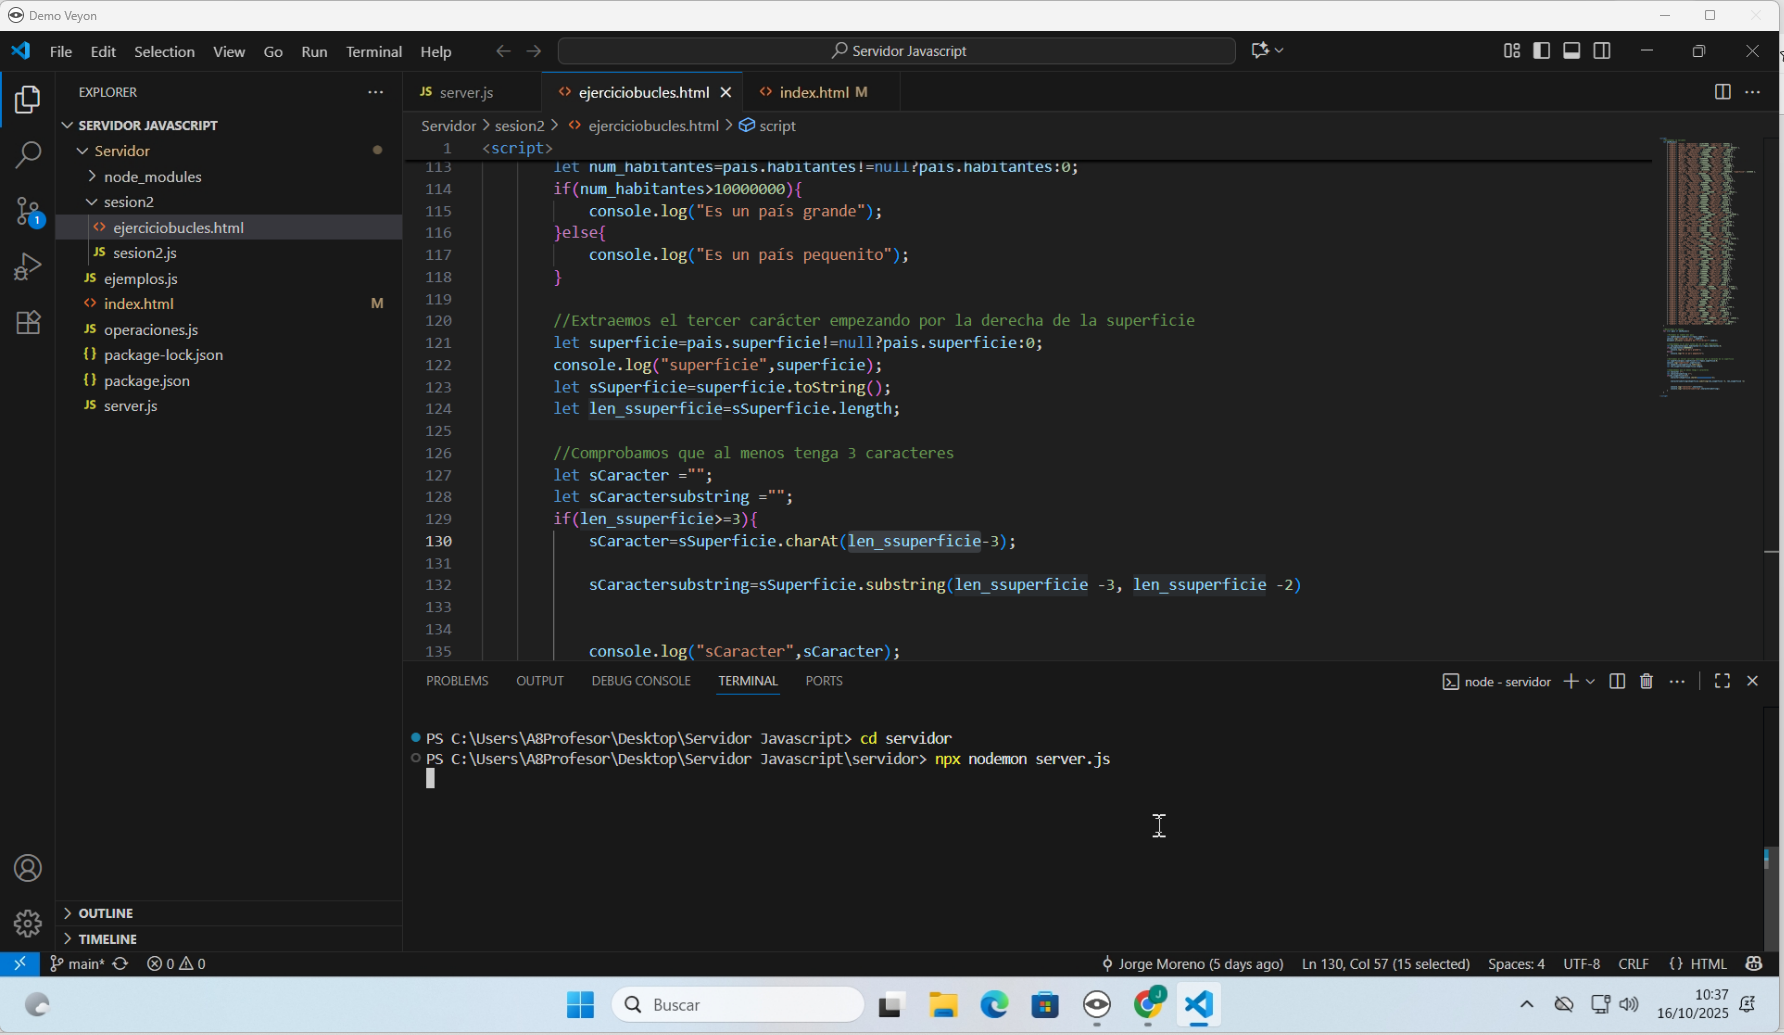 Demo Veyon
File Edit Selection View Go Run Terminal Help
Servidor Javascript
EXPLORER
SERVIDOR JAVASCRIPT
Servidor
node_modules
sesion2
ejerciciobucles.html
JS sesion2.js
JS ejemplos.js
index.html M
JS operaciones.js
{} package-lock.json
{} package.json
JS server.js
OUTLINE
TIMELINE
JS server.js
ejerciciobucles.html
index.html M
Servidor > sesion2 > ejerciciobucles.html > script
1 <script>
113 let num_habitantes=pais.habitantes!=null?pais.habitantes:0;
114 if(num_habitantes>10000000){
115 console.log("Es un país grande");
116 }else{
117 console.log("Es un país pequenito");
118 }
119
120 //Extraemos el tercer carácter empezando por la derecha de la superficie
121 let superficie=pais.superficie!=null?pais.superficie:0;
122 console.log("superficie",superficie);
123 let sSuperficie=superficie.toString();
124 let len_ssuperficie=sSuperficie.length;
125
126 //Comprobamos que al menos tenga 3 caracteres
127 let sCaracter ="";
128 let sCaractersubstring ="";
129 if(len_ssuperficie>=3){
130 sCaracter=sSuperficie.charAt(len_ssuperficie-3);
131
132 sCaractersubstring=sSuperficie.substring(len_ssuperficie -3, len_ssuperficie -2)
133
134
135 console.log("sCaracter",sCaracter);
PROBLEMS OUTPUT DEBUG CONSOLE TERMINAL PORTS
node - servidor
PS C:\Users\A8Profesor\Desktop\Servidor Javascript> cd servidor
PS C:\Users\A8Profesor\Desktop\Servidor Javascript\servidor> npx nodemon server.js
1
main* 0 0
Jorge Moreno (5 days ago) Ln 130, Col 57 (15 selected) Spaces: 4 UTF-8 CRLF {} HTML
Buscar
J
10:37
16/10/2025